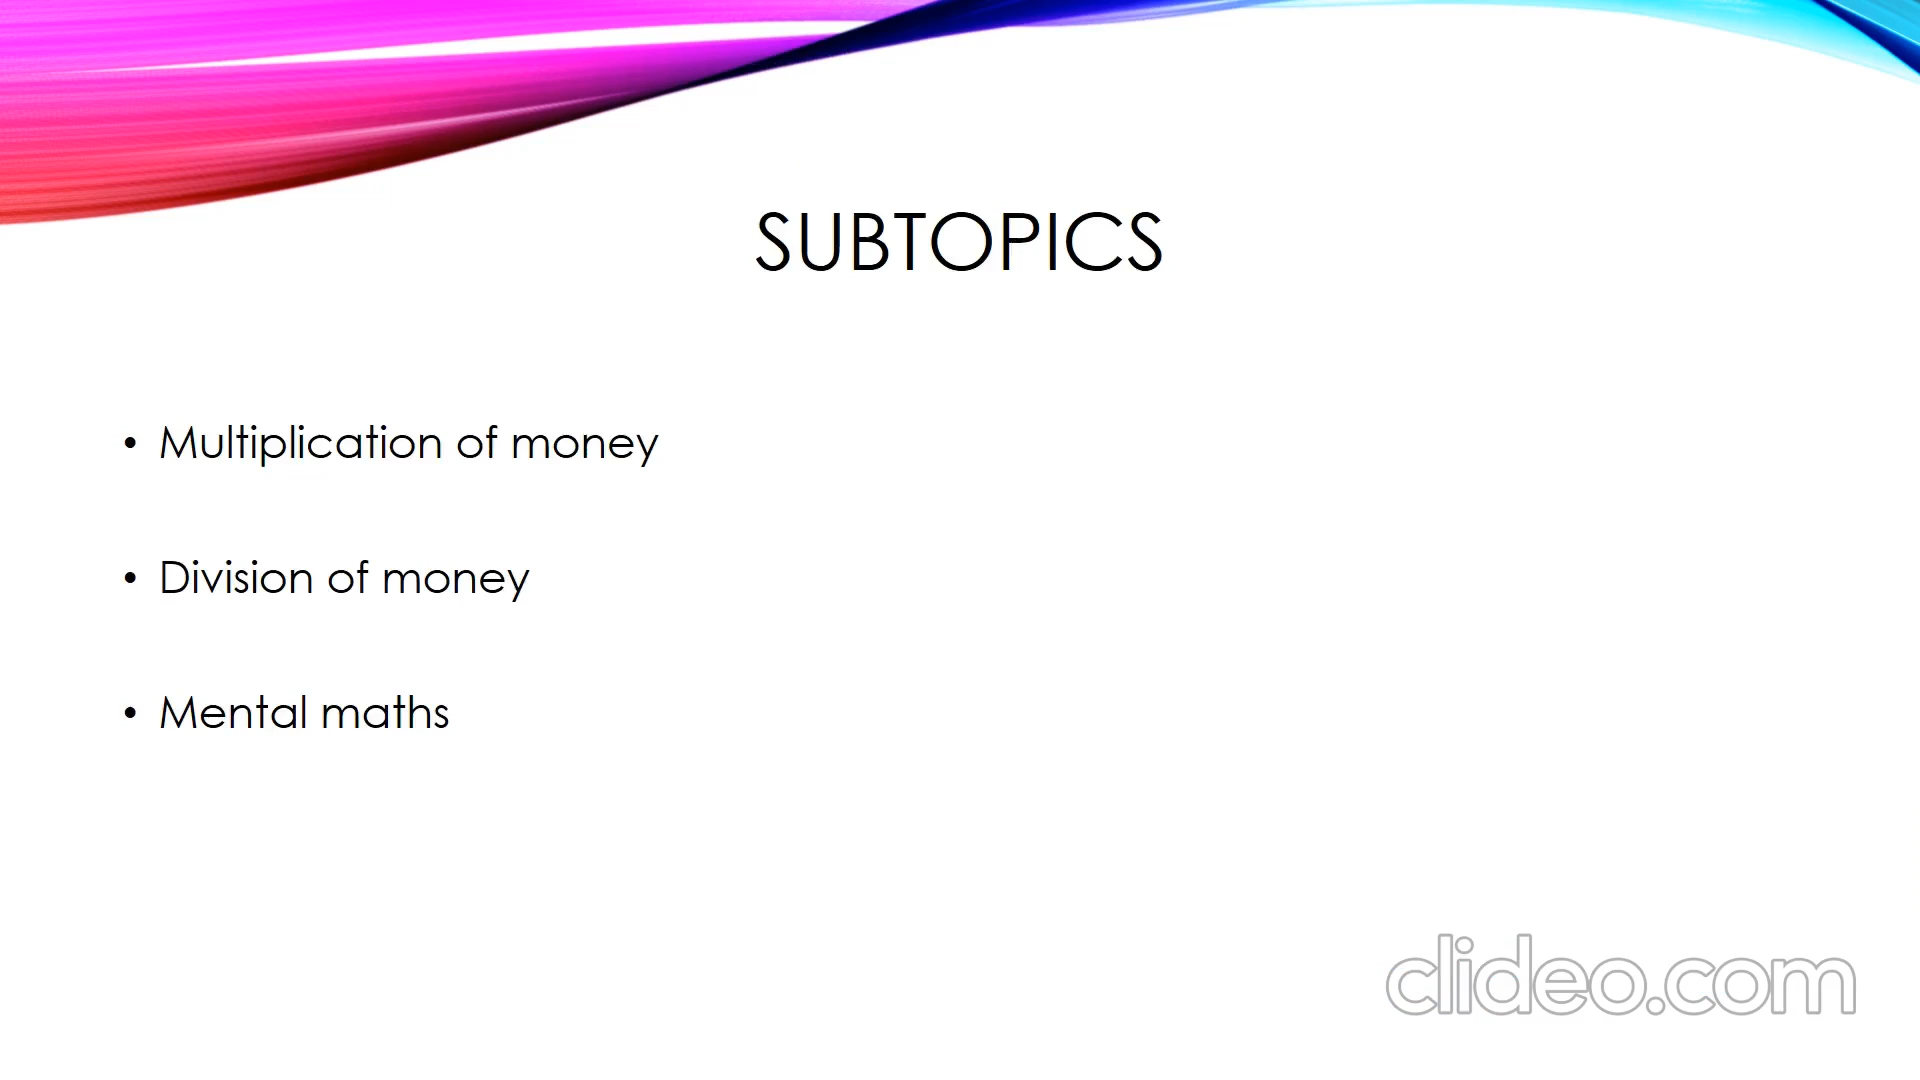 SUBTOPICS
• Multiplication of money
• Division of money
• Mental maths
clideo.com